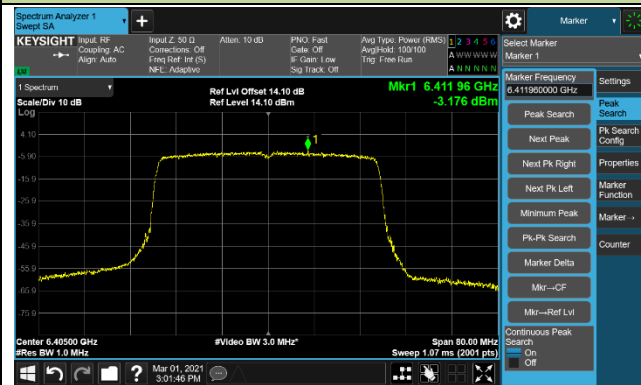 Spectrum Analyzer 1
Swept SA
+
Marker
KEYSIGHT
Input: RF
Coupling: AC
Align: Auto
Input Z: 50 Ω
Corrections: Off
Freq Ref: Int (S)
NFE: Adaptive
Atten: 10 dB
PNO: Fast
Gate: Off
IF Gain: Low
Sig Track: Off
Avg Type: Power (RMS)
Avg|Hold: 100/100
Trig: Free Run
1 2 3 4 5 6
A W W W W W
A N N N N N
LXI
Select Marker
Marker 1
1 Spectrum
Scale/Div 10 dB
Log
Ref Lvl Offset 14.10 dB
Ref Level 14.10 dBm
Mkr1 6.411 96 GHz
-3.176 dBm
4.10
-5.90
-15.9
-25.9
-35.9
-45.9
-55.9
-65.9
-75.9
1
Center 6.40500 GHz
#Res BW 1.0 MHz
#Video BW 3.0 MHz*
Span 80.00 MHz
Sweep 1.07 ms (2001 pts)
Marker Frequency
6.411960000 GHz
Peak Search
Next Peak
Next Pk Right
Next Pk Left
Minimum Peak
Pk-Pk Search
Marker Delta
Mkr→CF
Mkr→Ref Lvl
Continuous Peak
Search
On
Off
Settings
Peak
Search
Pk Search
Config
Properties
Marker
Function
Marker→
Counter
?
Mar 01, 2021
3:01:46 PM